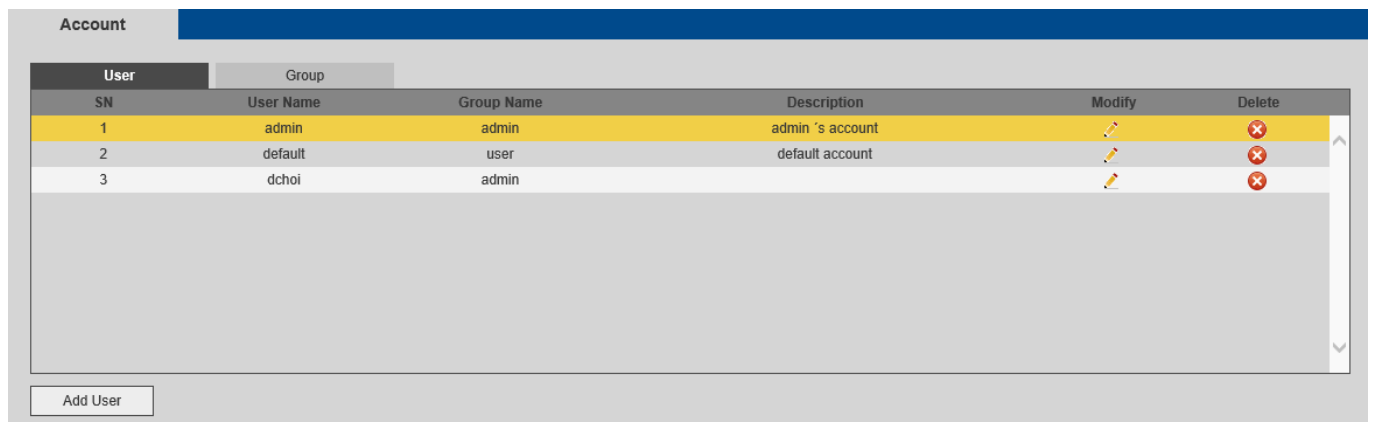 Account
User Group
SN User Name Group Name Description Modify Delete
1 admin admin admin ´s account
2 default user default account
3 dchoi admin
Add User